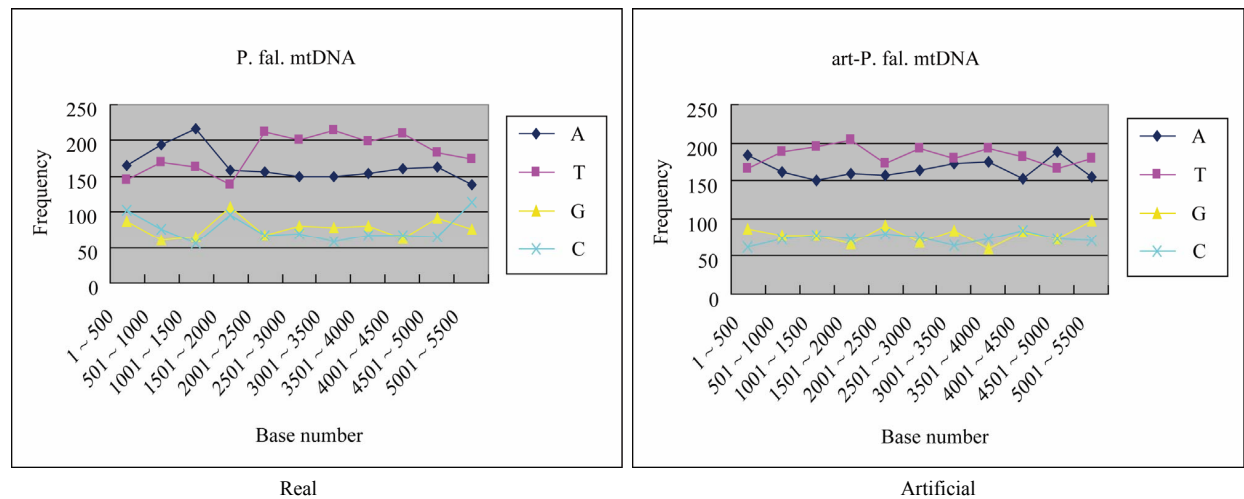 P. fal. mtDNA
Frequency
250
200
150
100
50
0
1 ~ 500
501 ~ 1000
1001 ~ 1500
1501 ~ 2000
2001 ~ 2500
2501 ~ 3000
3001 ~ 3500
3501 ~ 4000
4001 ~ 4500
4501 ~ 5000
5001 ~ 5500
Base number
A
T
G
C
Real
art-P. fal. mtDNA
Frequency
250
200
150
100
50
0
1 ~ 500
501 ~ 1000
1001 ~ 1500
1501 ~ 2000
2001 ~ 2500
2501 ~ 3000
3001 ~ 3500
3501 ~ 4000
4001 ~ 4500
4501 ~ 5000
5001 ~ 5500
Base number
A
T
G
C
Artificial